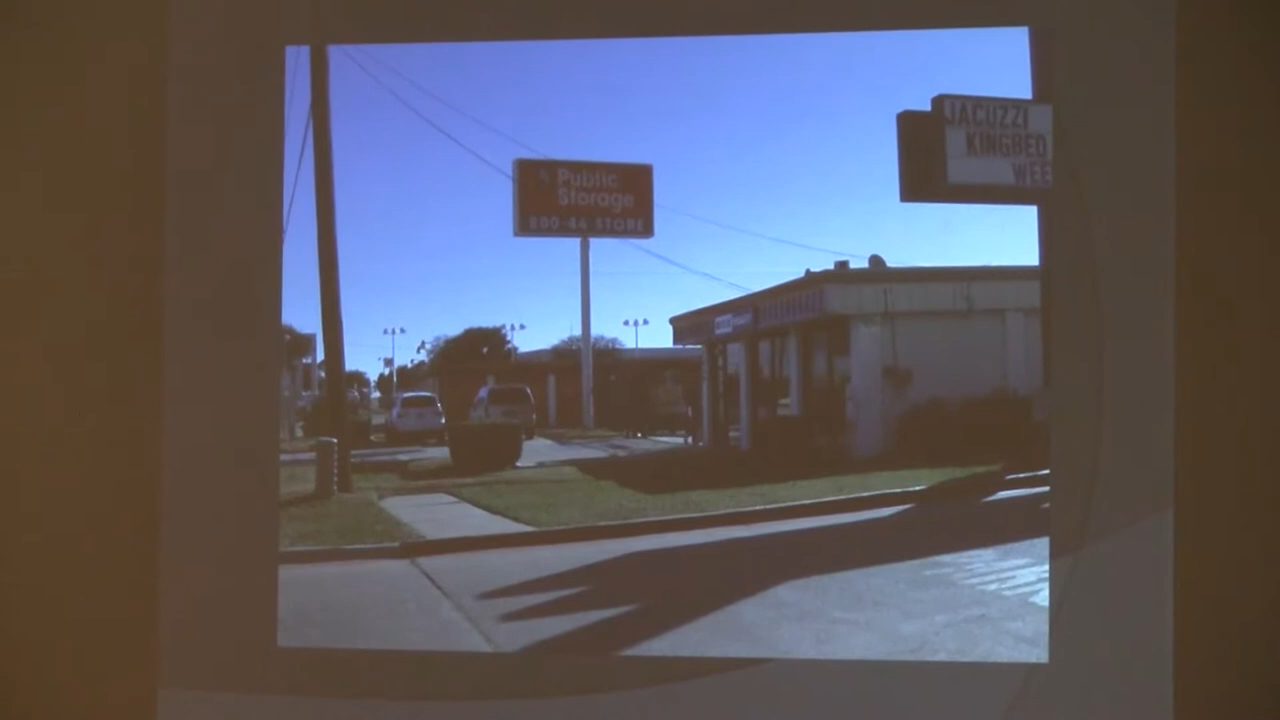 Public
Storage
800-44-STORE
JACUZZI
KINGBED
WEE